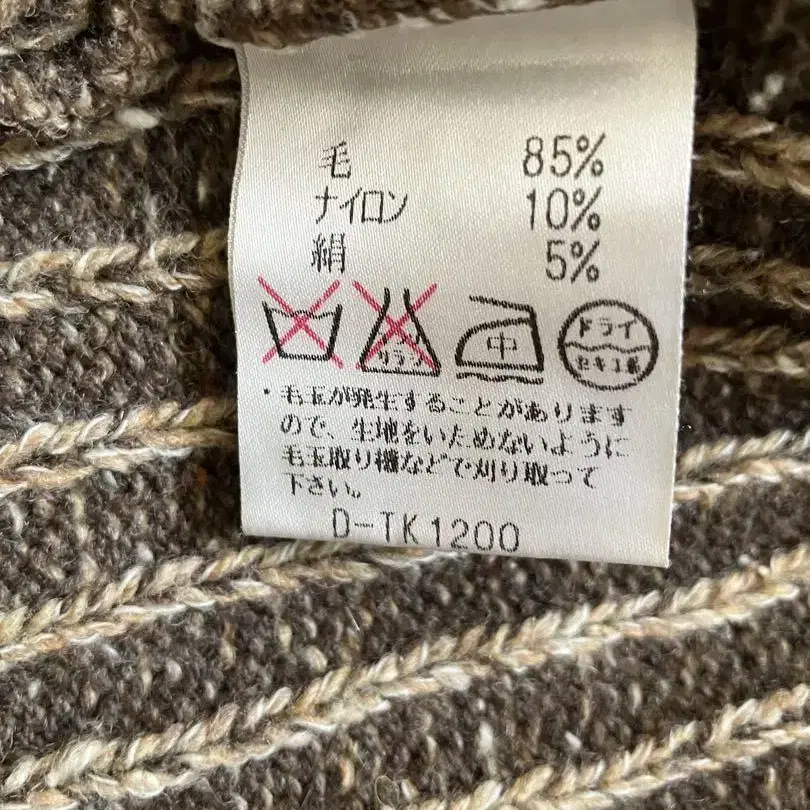 毛 85%
ナイロン 10%
絹 5%
中
ドライ
セキユ系
・毛玉が発生することがあります
ので、生地をいためないように
毛玉取り機などで刈り取って
下さい。
D-TK1200